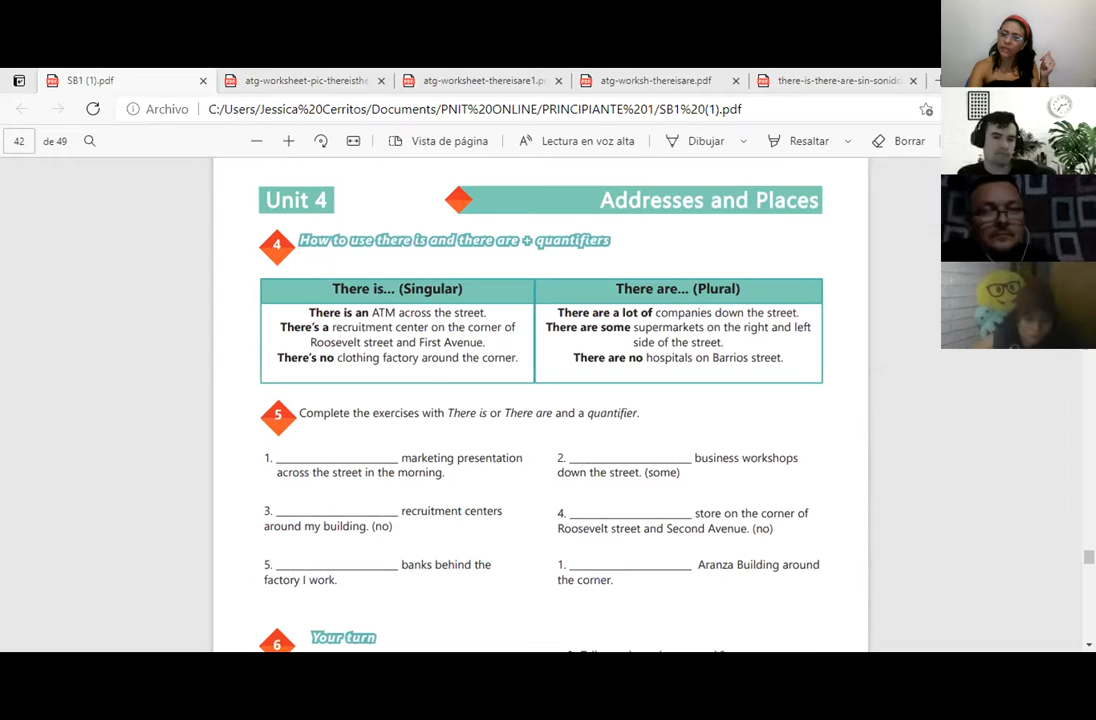 SB1 (1).pdf
atg-worksheet-pic-thereisthe
atg-worksheet-thereisare1.p
atg-worksh-thereisare.pdf
there-is-there-are-sin-sonido
Archivo
C:/Users/Jessica%20Cerritos/Documents/PNIT%20ONLINE/PRINCIPIANTE%201/SB1%20(1).pdf
42 de 49
Vista de página
Lectura en voz alta
Dibujar
Resaltar
Borrar
Unit 4
Addresses and Places
4 How to use there is and there are + quantifiers
There is... (Singular)
There are... (Plural)
There is an ATM across the street.
There's a recruitment center on the corner of
Roosevelt street and First Avenue.
There's no clothing factory around the corner.
There are a lot of companies down the street.
There are some supermarkets on the right and left
side of the street.
There are no hospitals on Barrios street.
5 Complete the exercises with There is or There are and a quantifier.
1. ____________________ marketing presentation
across the street in the morning.
2. ____________________ business workshops
down the street. (some)
3. ____________________ recruitment centers
around my building. (no)
4. ____________________ store on the corner of
Roosevelt street and Second Avenue. (no)
5. ____________________ banks behind the
factory I work.
1. ____________________ Aranza Building around
the corner.
6 Your turn